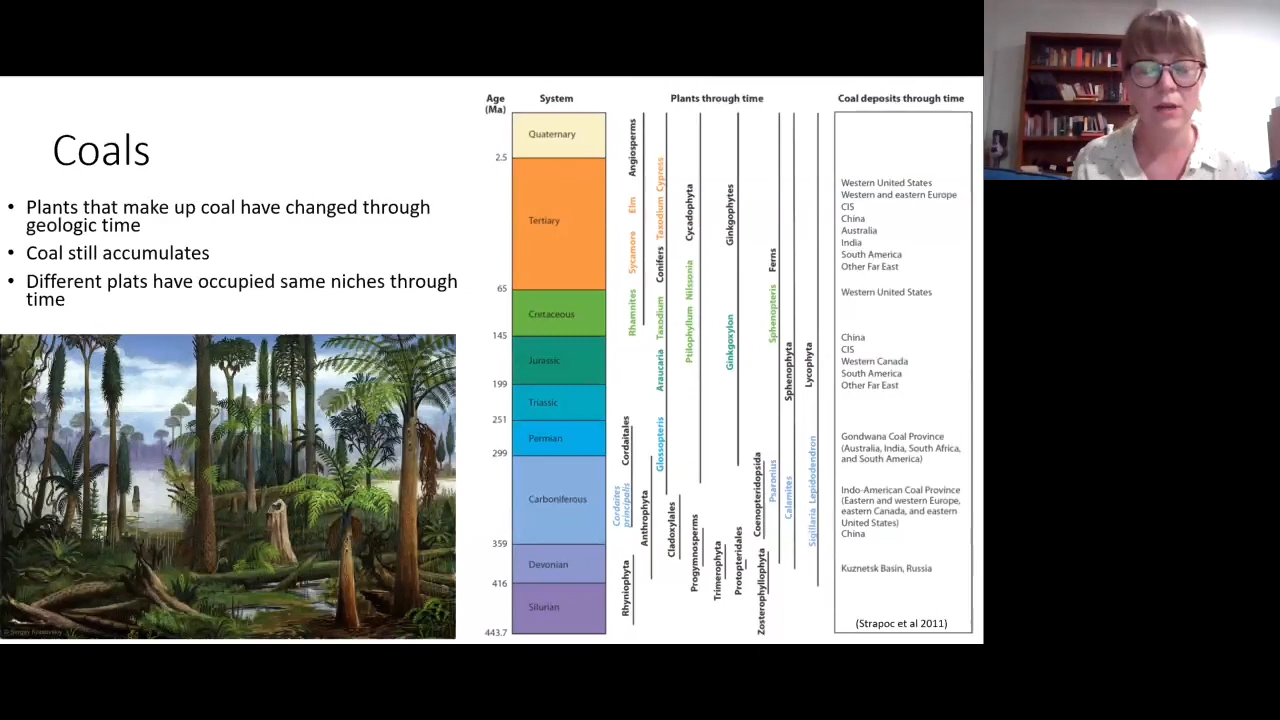 Coals
• Plants that make up coal have changed through
geologic time
• Coal still accumulates
• Different plats have occupied same niches through
time
Age
(Ma)
System
Plants through time
Coal deposits through time
Quaternary
2.5
Tertiary
65
Cretaceous
145
Jurassic
199
Triassic
251
Permian
299
Carboniferous
359
Devonian
416
Silurian
443.7
Angiosperms
Elm
Sycamore
Rhamnites
Cordaitales
Cordaites
principalis
Rhyniophyta
Anthrophyta
Cypress
Taxodium
Conifers
Taxodium
Araucaria
Glossopteris
Cladoxylales
Cycadophyta
Nilssonia
Ptilophyllum
Progymnosperms
Trimerophyta
Ginkgophytes
Ginkgoxylon
Protopteridales
Coenopteridopsida
Zosterophyllophyta
Ferns
Sphenopteris
Psaronius
Sphenophyta
Calamites
Lycophyta
Sigillaria Lepidodendron
Western United States
Western and eastern Europe
CIS
China
Australia
India
South America
Other Far East
Western United States
China
CIS
Western Canada
South America
Other Far East
Gondwana Coal Province
(Australia, India, South Africa,
and South America)
Indo-American Coal Province
(Eastern and western Europe,
eastern Canada, and eastern
United States)
China
Kuznetsk Basin, Russia
(Strapoc et al 2011)